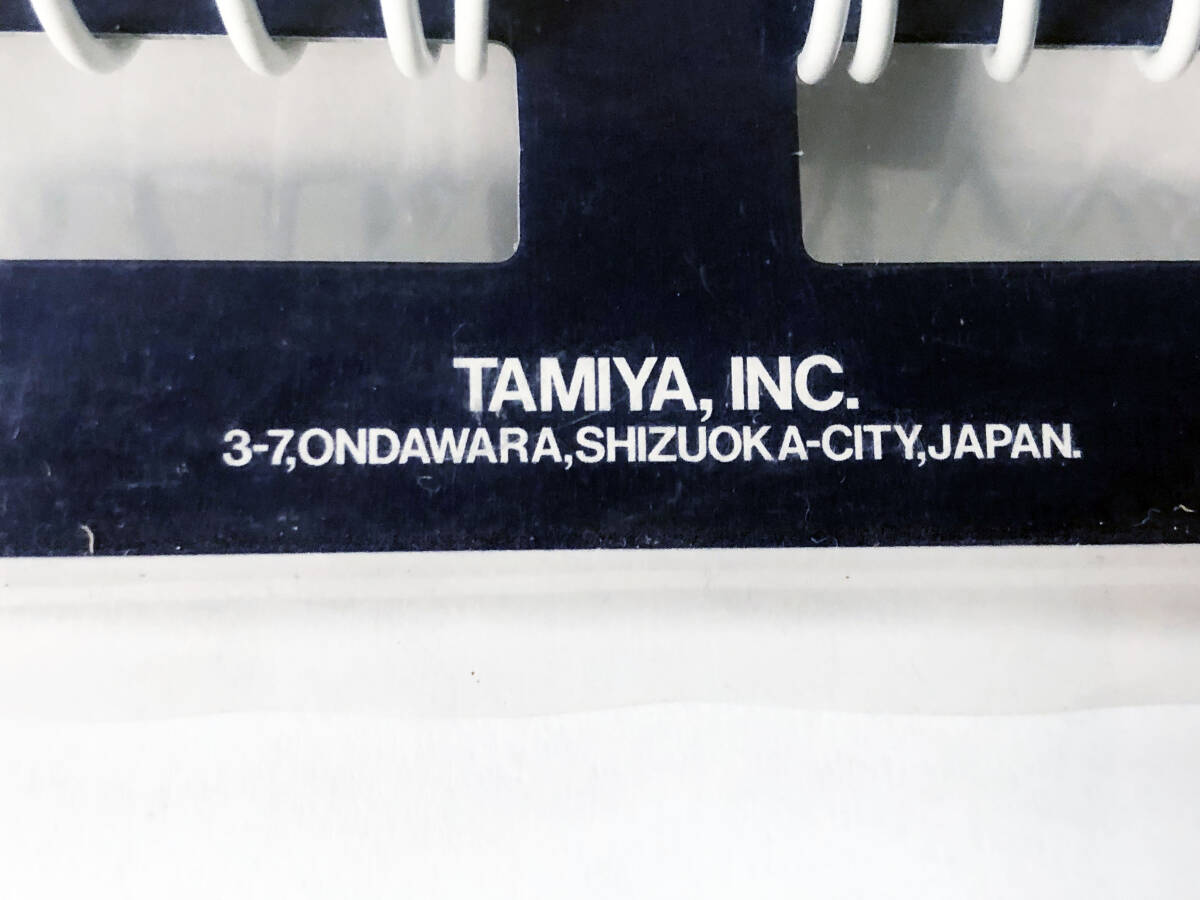 TAMIYA, INC.
3-7,ONDAWARA,SHIZUOKA-CITY,JAPAN.